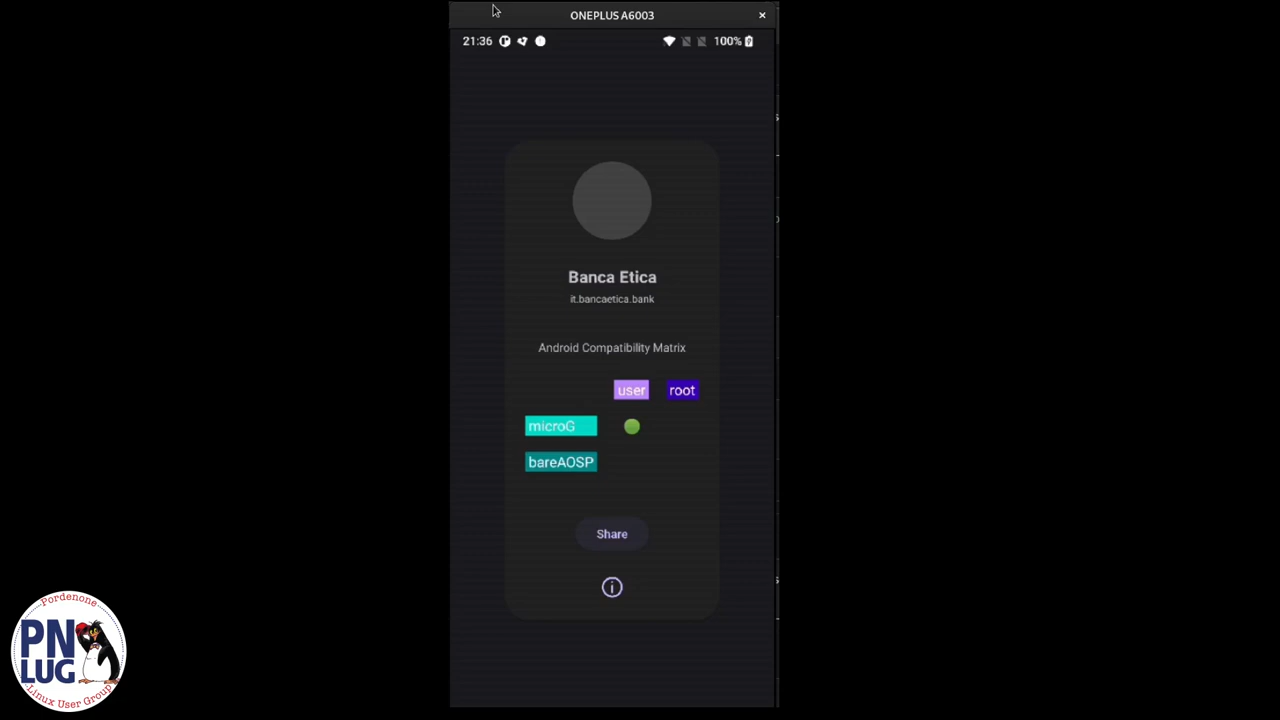 ONEPLUS A6003
21:36
100%
Banca Etica
it.bancaetica.bank
Android Compatibility Matrix
user root
microG
bareAOSP
Share
Pordenone
PN
LUG
Linux User Group